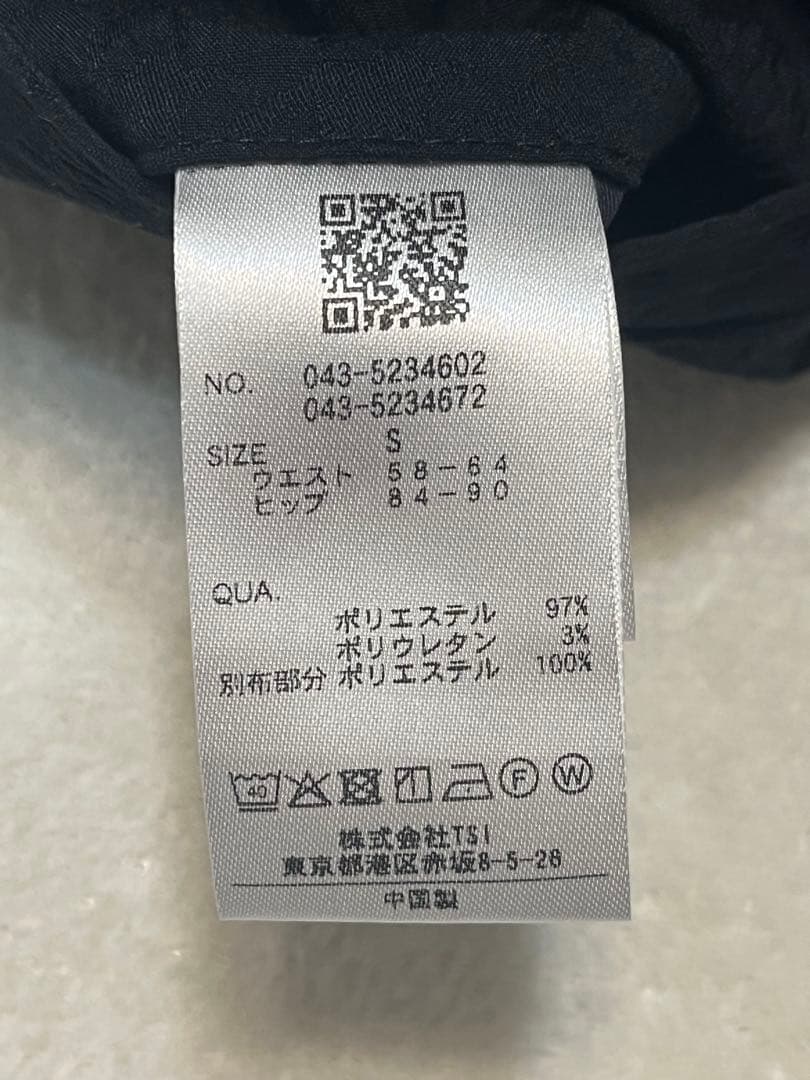 NO. 043-5234602
043-5234672
SIZE S
ウエスト 58-64
ヒップ 84-90
QUA.
ポリエステル 97%
ポリウレタン 3%
別布部分 ポリエステル 100%
40 F W
株式会社TSI
東京都港区赤坂8-5-26
中国製